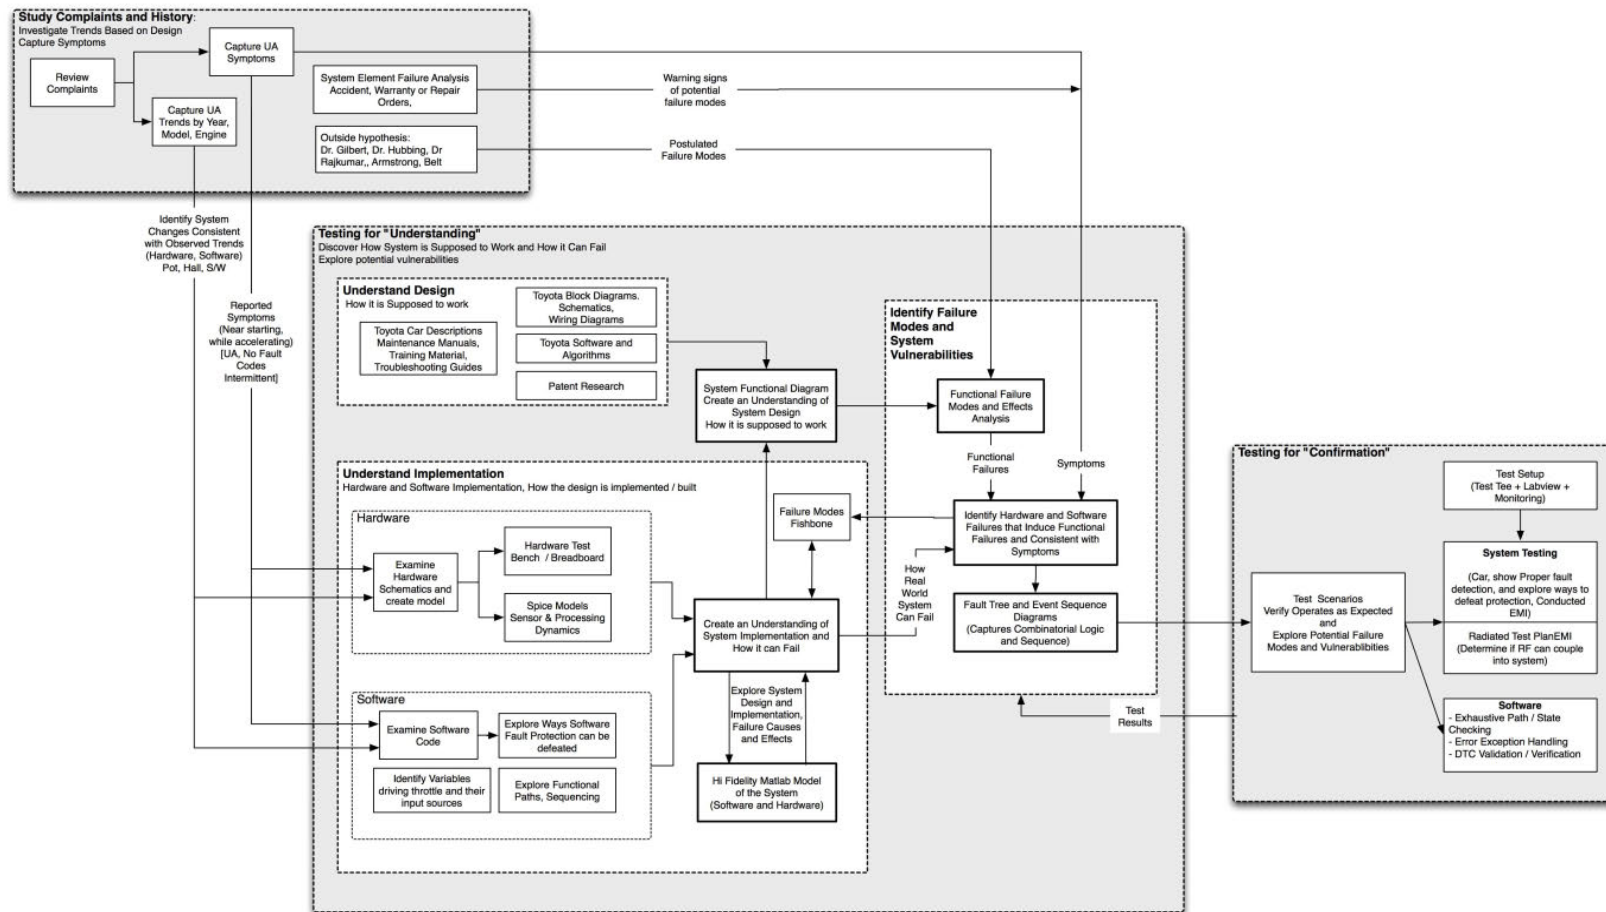 Study Complaints and History:
Investigate Trends Based on Design
Capture Symptoms
Review
Complaints
Capture UA
Symptoms
Capture UA
Trends by Year,
Model, Engine
System Element Failure Analysis
Accident, Warranty or Repair
Orders,
Outside hypothesis:
Dr. Gilbert, Dr. Hubbing, Dr
Rajkumar,, Armstrong, Belt
Warning signs
of potential
failure modes
Postulated
Failure Modes
Identify System
Changes Consistent
with Observed Trends
(Hardware, Software)
Pot, Hall, S/W
Reported
Symptoms
(Near starting,
while accelerating)
[UA, No Fault
Codes
Intermittent]
Testing for "Understanding"
Discover How System is Supposed to Work and How it Can Fail
Explore potential vulnerabilities
Understand Design
How it is Supposed to work
Toyota Car Descriptions
Maintenance Manuals,
Training Material,
Troubleshooting Guides
Toyota Block Diagrams.
Schematics,
Wiring Diagrams
Toyota Software and
Algorithms
Patent Research
System Functional Diagram
Create an Understanding of
System Design
How it is supposed to work
Identify Failure
Modes and
System
Vulnerabilities
Functional Failure
Modes and Effects
Analysis
Functional
Failures
Symptoms
Identify Hardware and Software
Failures that Induce Functional
Failures and Consistent with
Symptoms
Fault Tree and Event Sequence
Diagrams
(Captures Combinatorial Logic
and Sequence)
Understand Implementation
Hardware and Software Implementation, How the design is implemented / built
Hardware
Examine
Hardware
Schematics and
create model
Hardware Test
Bench / Breadboard
Spice Models
Sensor & Processing
Dynamics
Failure Modes
Fishbone
How
Real
World
System
Can Fail
Create an Understanding of
System Implementation and
How it can Fail
Software
Examine Software
Code
Explore Ways Software
Fault Protection can be
defeated
Identify Variables
driving throttle and their
input sources
Explore Functional
Paths, Sequencing
Explore System
Design and
Implementation,
Failure Causes
and Effects
Hi Fidelity Matlab Model
of the System
(Software and Hardware)
Test
Results
Testing for "Confirmation"
Test Setup
(Test Tee + Labview +
Monitoring)
Test Scenarios
Verify Operates as Expected
and
Explore Potential Failure
Modes and Vulnerablibities
System Testing
(Car, show Proper fault
detection, and explore ways to
defeat protection, Conducted
EMI)
Radiated Test PlanEMI
(Determine if RF can couple
into system)
Software
- Exhaustive Path / State
Checking
- Error Exception Handling
- DTC Validation / Verification